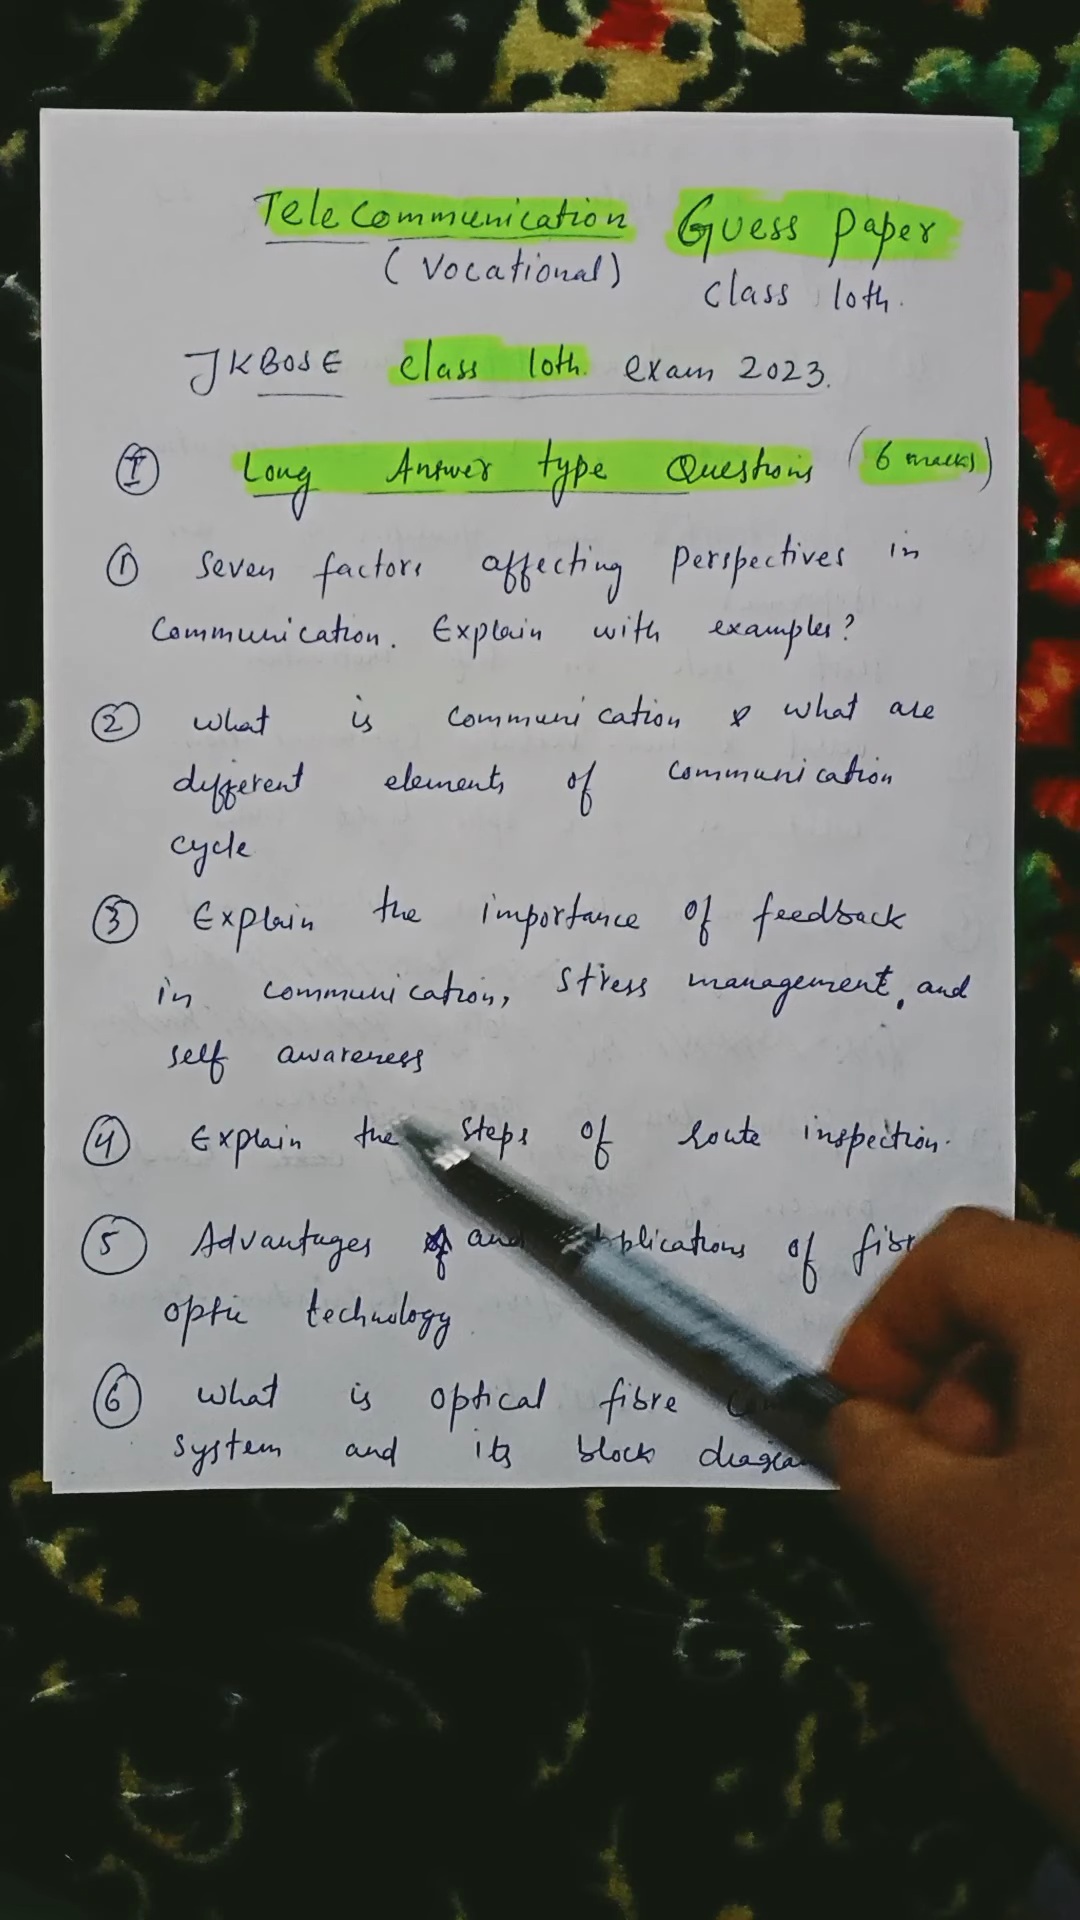 Telecommunication Guess paper
(Vocational) class 10th.
JKBOSE class 10th. exam 2023.
I Long Answer type Questions (6 marks)
1 Seven factors affecting perspectives in
Communication. Explain with examples?
2 what is communication & what are
different elements of communication
cycle
3 Explain the importance of feedback
in communication, stress management, and
self awareness
4 Explain the steps of route inspection.
5 Advantages and of
optic technology
6 what is optical fibre
system and its block